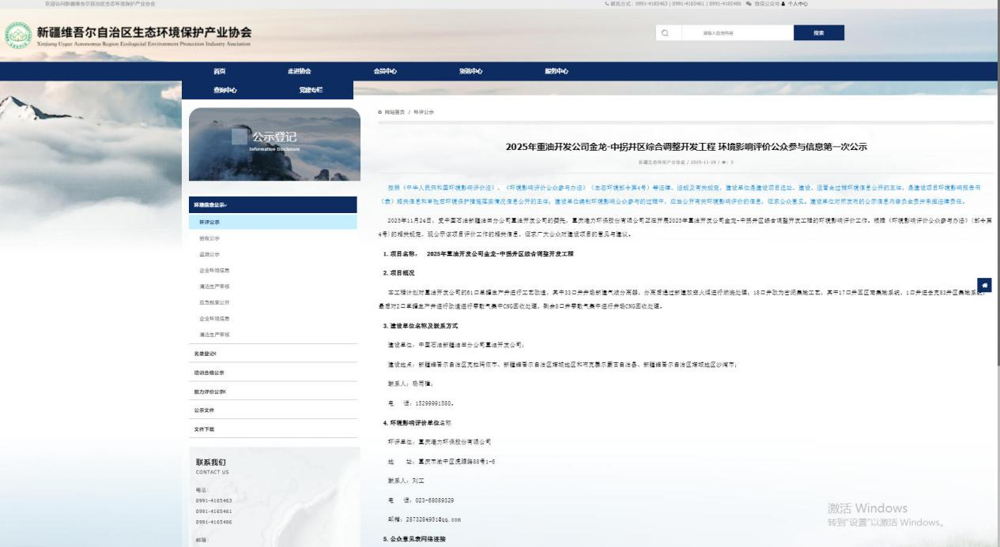 欢迎访问新疆维吾尔自治区生态环境保护产业协会
联系方式: 0991-4165463 | 0991-4165461 | 0991-4165486 微信公众号 个人中心
新疆维吾尔自治区生态环境保护产业协会
Xinjiang Uygur Autonomous Region Ecologcial Environment Protection Industry Association
请输入查询内容
搜索
首页 走进协会 会员中心 资讯中心 服务中心
查询中心 党建专栏
网站首页 / 环评公示
公示登记
Information Disclosure
2025年重油开发公司金龙-中拐井区综合调整开发工程 环境影响评价公众参与信息第一次公示
新疆生态环保产业协会 / 2025-11-28 / : 3
按照《中华人民共和国环境影响评价法》、《环境影响评价公众参与办法》(生态环境部令第4号)等法律、法规及有关规定,建设单位是建设项目选址、建设、运营全过程环境信息公开的主体,是建设项目环境影响报告书
(表)相关信息和审批后环境保护措施落实情况信息公开的主体,建设单位编制环境影响公众参与的过程中,应当公开有关环境影响评价的信息,征求公众意见。建设单位对所发布的公示信息内容负全责并承担法律责任。
2025年11月24日,受中国石油新疆油田分公司重油开发公司的委托,重庆港力环保股份有限公司正在开展2025年重油开发公司金龙-中拐井区综合调整开发工程的环境影响评价工作。根据《环境影响评价公众参与办法》(部令第
4号)的相关规定,现公示该项目评价工作的相关信息,征求广大公众对建设项目的意见与建议。
1.项目名称: 2025年重油开发公司金龙-中拐井区综合调整开发工程
2.项目概况
本工程计划对重油开发公司的61口单罐生产井进行工艺改造,其中33口井井场新建气液分离器,分离后通过新建放空火炬进行燃烧处理;18口井改为密闭集输工艺,其中17口井五区南集输系统,1口井进金克83井区集输系统,
最后对2口单罐生产井进行改造进行零散气集中CNG回收处理,剩余8口井零散气集中进行井场CNG回收处理。
3.建设单位名称及联系方式
建设单位:中国石油新疆油田分公司重油开发公司;
建设地点:新疆维吾尔自治区克拉玛依市、新疆维吾尔自治区塔城地区和布克赛尔蒙古自治县、新疆维吾尔自治区塔城地区沙湾市;
联系人:杨雨
电 话:15299991580。
4.环境影响评价单位名称
环评单位:重庆港力环保股份有限公司
地 址:重庆市渝中区虎踞路88号1-6
联系人:刘工
电 话:023-68089329
邮箱:2873284951@qq.com
5.公众意见表网络连接
环境信息公示
环评公示
验收公示
监测公示
企业环境信息
清洁生产审核
应急预案公开
企业环境信息
清洁生产审核
名录登记
培训合格公示
能力评价公示
公示文件
文件下载
联系我们
CONTACT US
电话:
0991-4165463
0991-4165461
0991-4165486
邮箱:
激活 Windows
转到"设置"以激活 Windows。